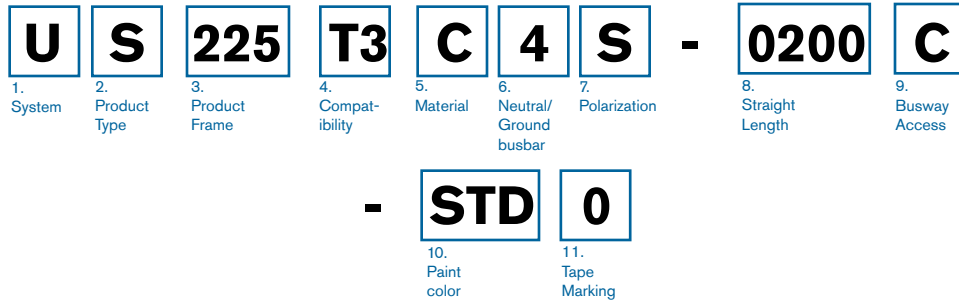 U S 225 T3 C 4 S - 0200 C
1. 2. 3. 4. 5. 6. 7. 8. 9.
System Product Product Compat- Material Neutral/ Polarization Straight Busway
Type Frame ibility Ground Length Access
busbar
- STD 0
10. 11.
Paint Tape
color Marking